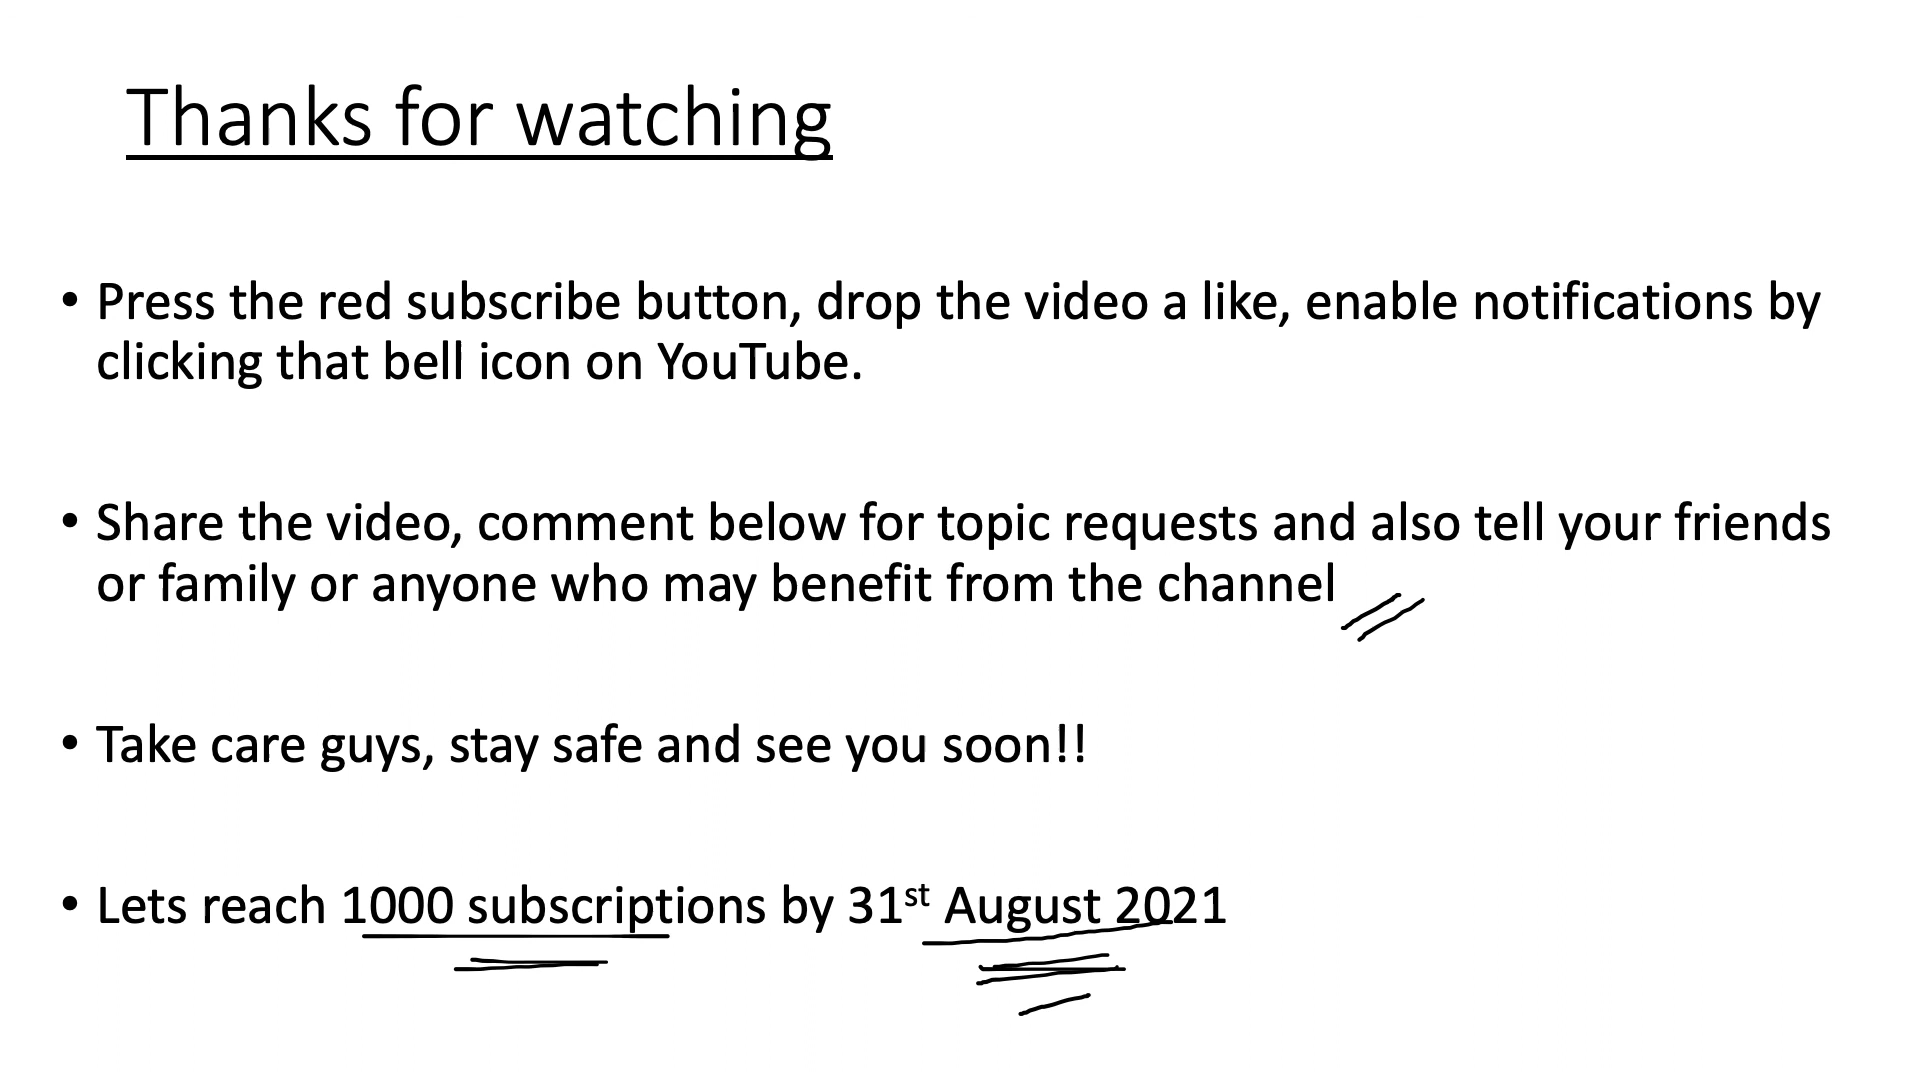 Thanks for watching
• Press the red subscribe button, drop the video a like, enable notifications by
clicking that bell icon on YouTube.
• Share the video, comment below for topic requests and also tell your friends
or family or anyone who may benefit from the channel
• Take care guys, stay safe and see you soon!!
• Lets reach 1000 subscriptions by 31st August 2021